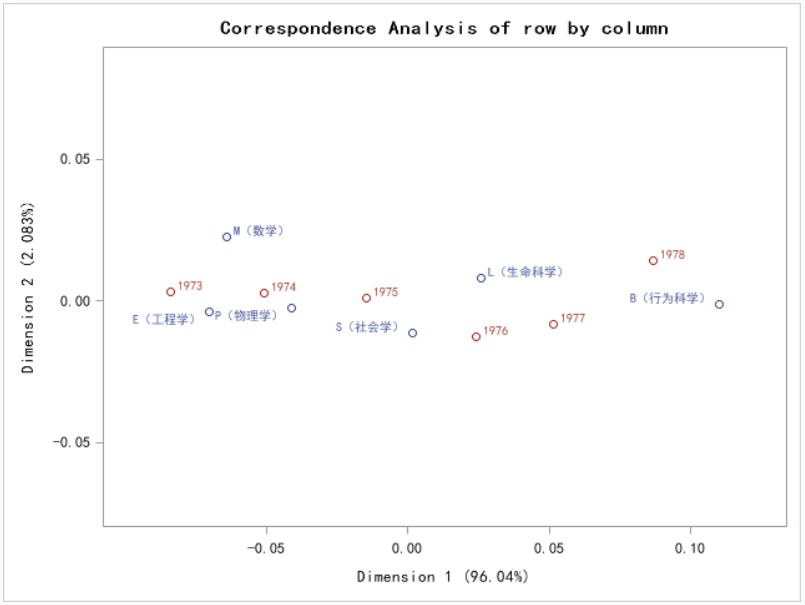 Correspondence Analysis of row by column
Dimension 2 (2.083%)
0.05
0.00
-0.05
M（数学）
1973
1974
1975
1976
1977
1978
E（工程学）
P（物理学）
S（社会学）
L（生命科学）
B（行为科学）
-0.05
0.00
0.05
0.10
Dimension 1 (96.04%)